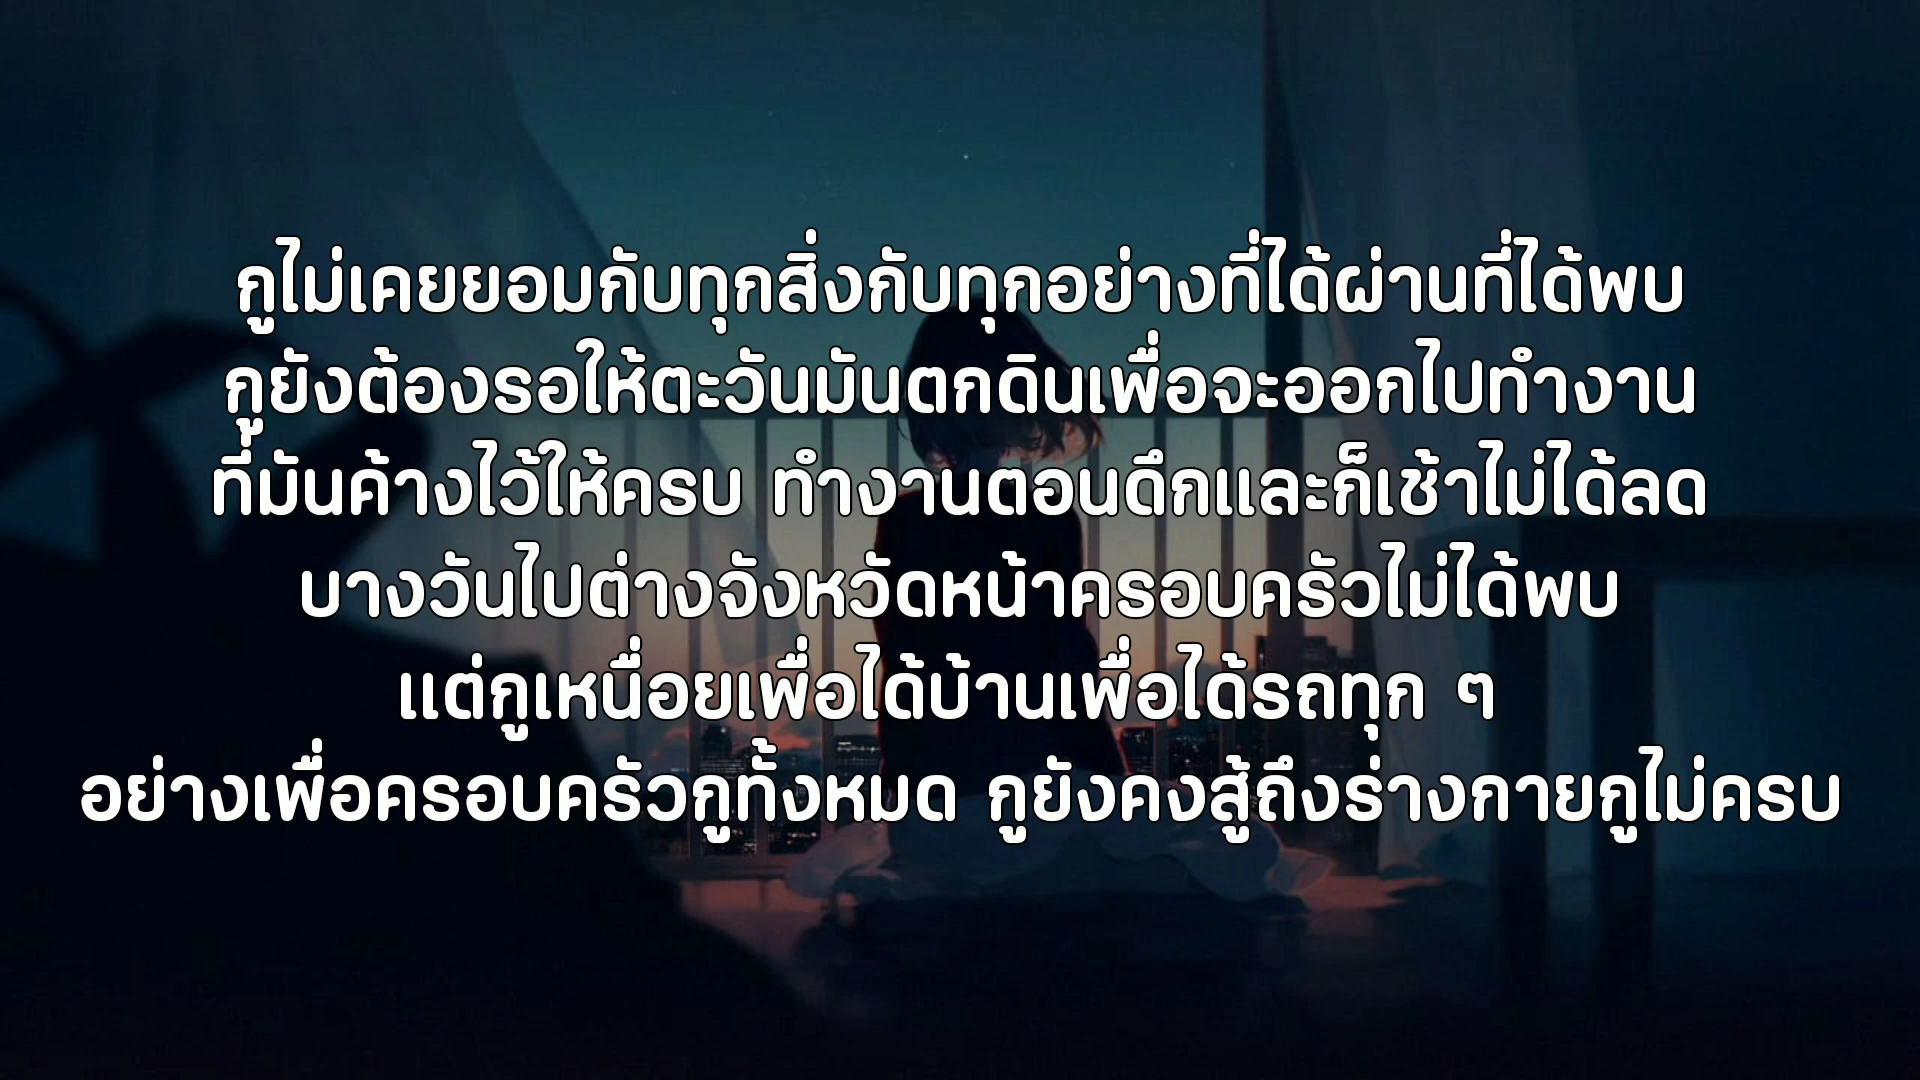 กูไม่เคยยอมกับทุกสิ่งกับทุกอย่างที่ได้ผ่านที่ได้พบ
กูยังต้องรอให้ตะวันมันตกดินเพื่อจะออกไปทำงาน
ที่มันค้างไว้ให้ครบ ทำงานตอนดึกและก็เช้าไม่ได้ลด
บางวันไปต่างจังหวัดหน้าครอบครัวไม่ได้พบ
แต่กูเหนื่อยเพื่อได้บ้านเพื่อได้รถทุก ๆ
อย่างเพื่อครอบครัวกูทั้งหมด กูยังคงสู้ถึงร่างกายกูไม่ครบ